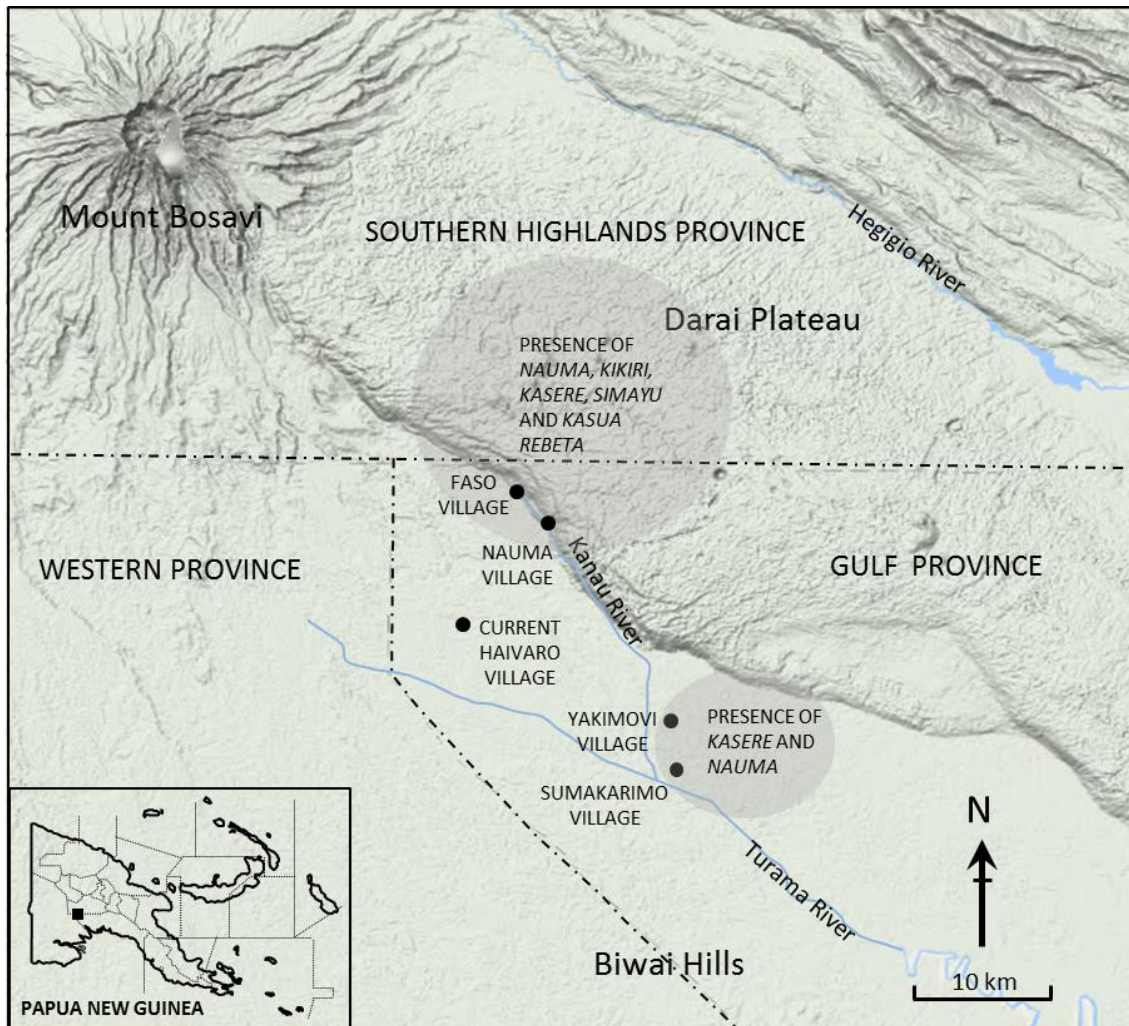 Mount Bosavi
SOUTHERN HIGHLANDS PROVINCE
Hegigio River
Darai Plateau
PRESENCE OF
NAUMA, KIKIRI,
KASERE, SIMAYU
AND KASUA
REBETA
FASO
VILLAGE
NAUMA
VILLAGE
Kanau River
WESTERN PROVINCE
GULF PROVINCE
CURRENT
HAIVARO
VILLAGE
YAKIMOVI
VILLAGE
PRESENCE OF
KASERE AND
NAUMA
SUMAKARIMO
VILLAGE
N
Turama River
Biwai Hills
10 km
PAPUA NEW GUINEA